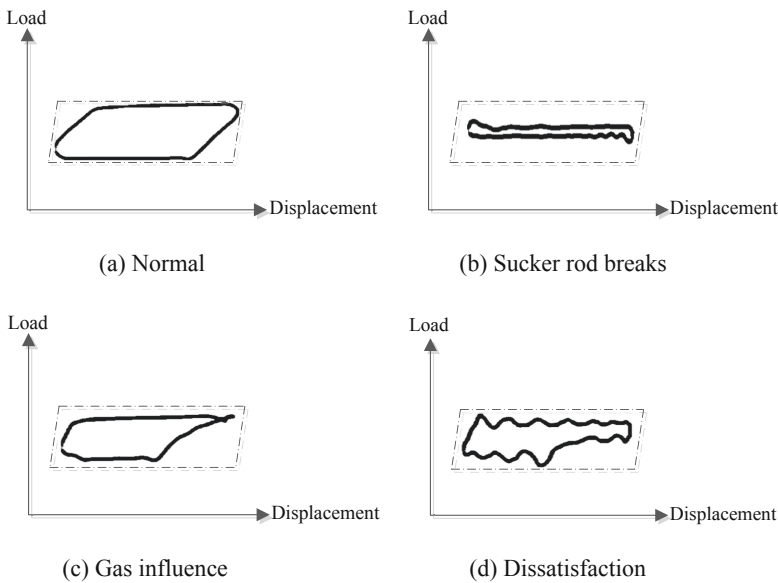 Load
Displacement
(a) Normal
Load
Displacement
(b) Sucker rod breaks
Load
Displacement
(c) Gas influence
Load
Displacement
(d) Dissatisfaction